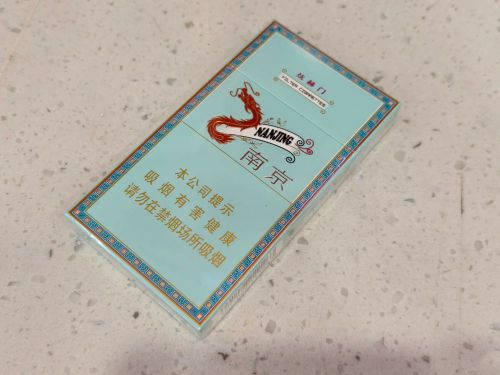 炫赫门
FILTER CIGARETTES
NANJING
南京
本公司提示
吸烟有害健康
请勿在禁烟场所吸烟